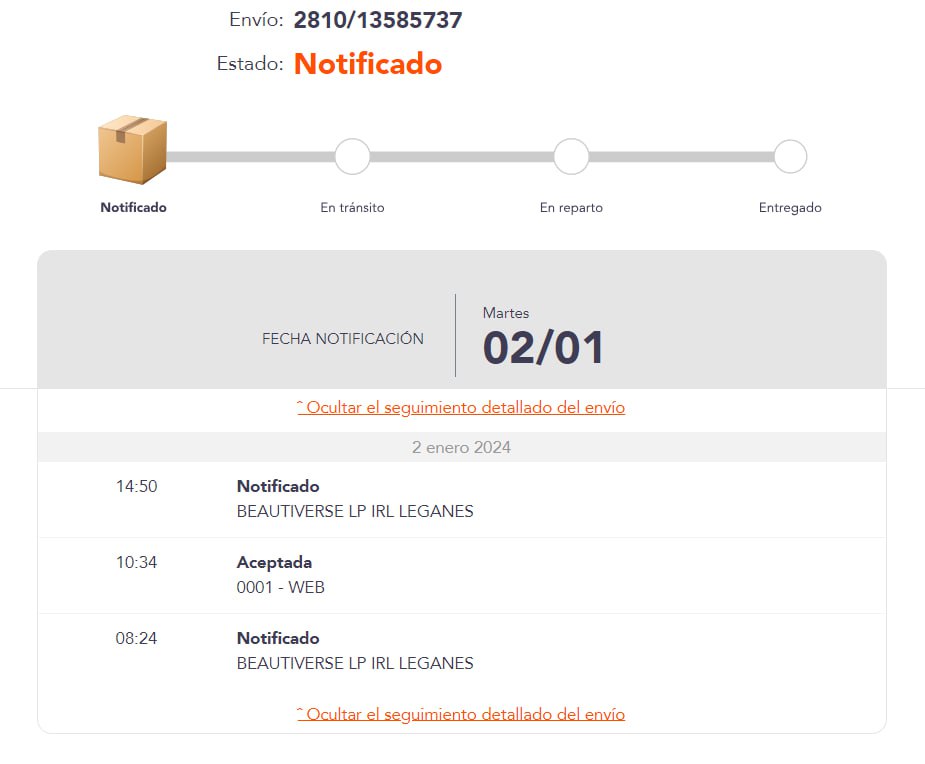 Envío: 2810/13585737
Estado: Notificado
Notificado En tránsito En reparto Entregado
FECHA NOTIFICACIÓN
Martes
02/01
ˆ Ocultar el seguimiento detallado del envío
2 enero 2024
14:50 Notificado
BEAUTIVERSE LP IRL LEGANES
10:34 Aceptada
0001 - WEB
08:24 Notificado
BEAUTIVERSE LP IRL LEGANES
ˆ Ocultar el seguimiento detallado del envío